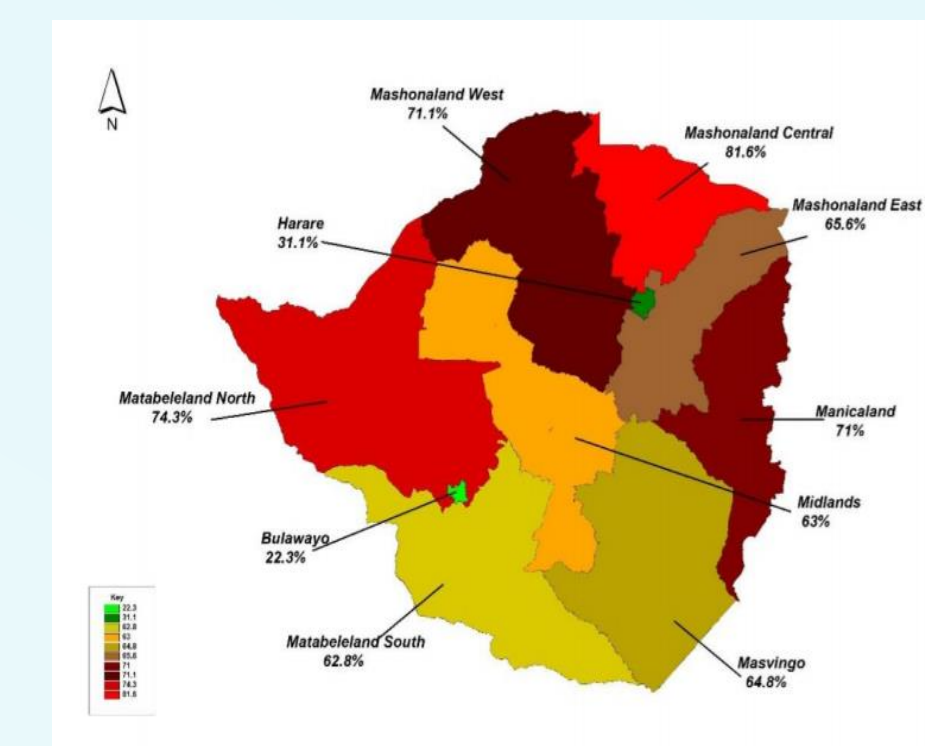 Mashonaland West
71.1%
Mashonaland Central
81.6%
Mashonaland East
65.6%
Harare
31.1%
N
Matabeleland North
74.3%
Manicaland
71%
Midlands
63%
Bulawayo
22.3%
Matabeleland South
62.8%
Masvingo
64.8%
Key
22.3
31.1
62.8
63
64.8
65.6
71
71.1
74.3
81.6